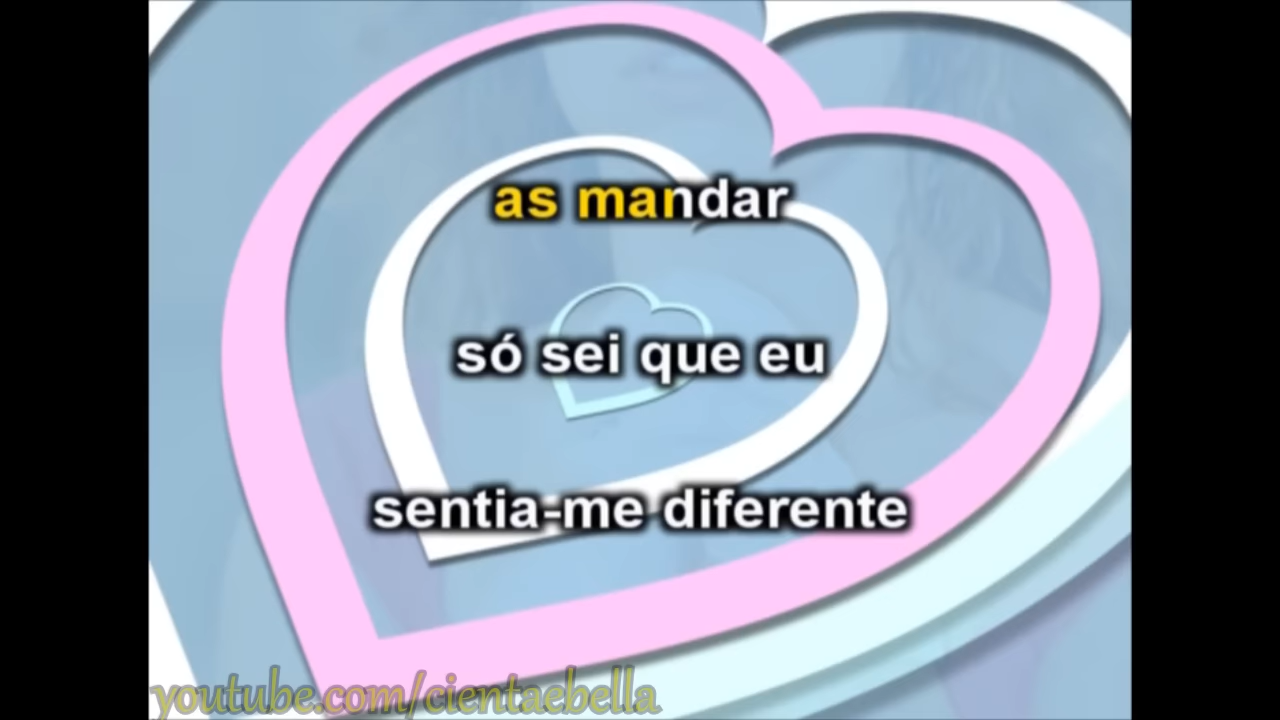 as mandar
só sei que eu
sentia-me diferente
youtube.com/cientaebella